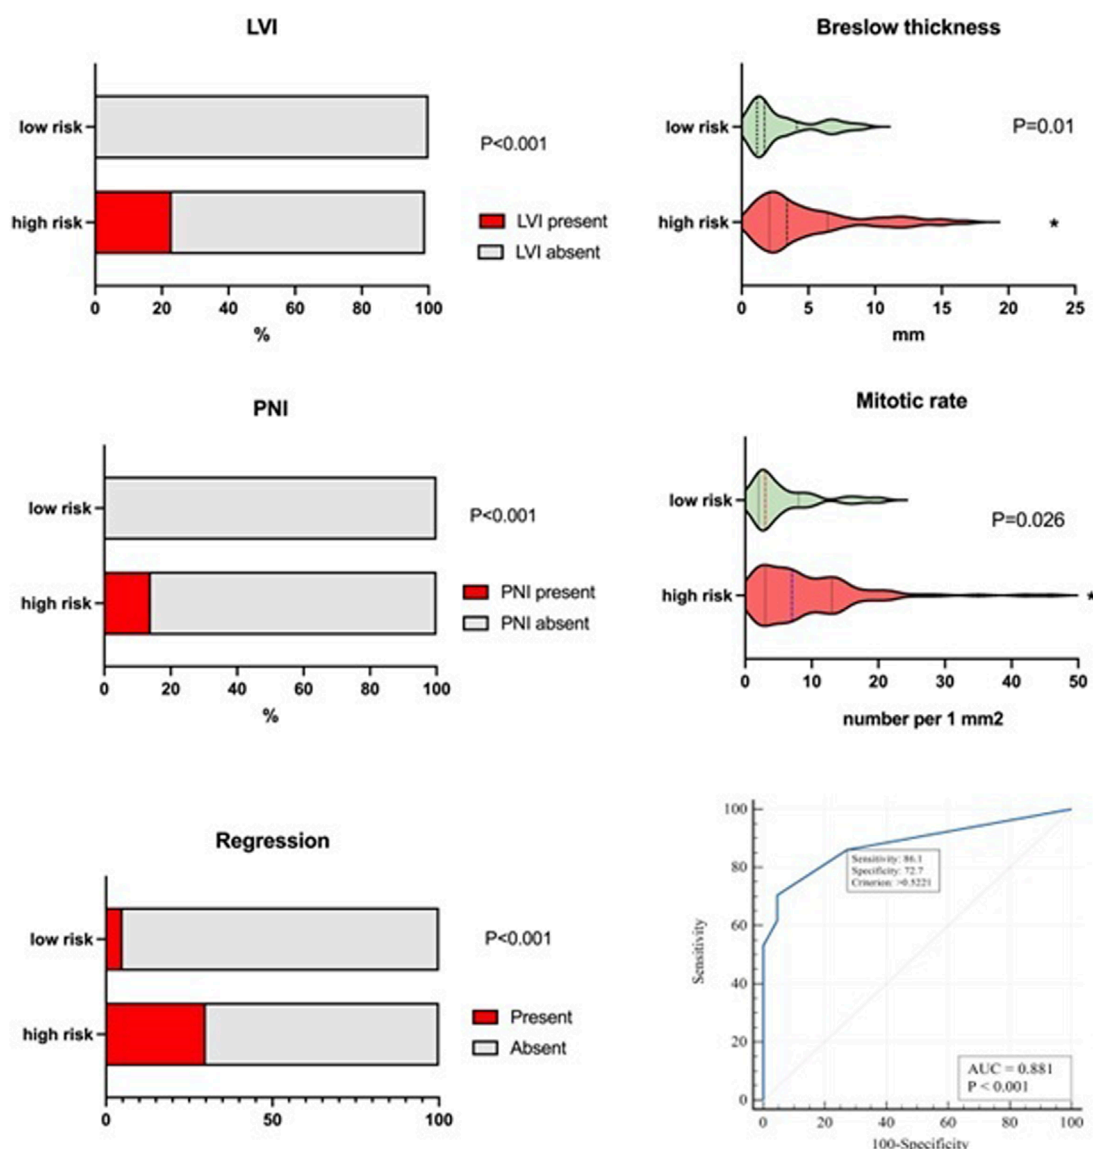 LVI
low risk
high risk
0 20 40 60 80 100
%
P<0.001
LVI present
LVI absent
Breslow thickness
low risk
high risk
P=0.01
*
0 5 10 15 20 25
mm
PNI
low risk
high risk
0 20 40 60 80 100
%
P<0.001
PNI present
PNI absent
Mitotic rate
low risk
high risk
P=0.026
*
0 10 20 30 40 50
number per 1 mm2
Regression
low risk
high risk
50 100
P<0.001
Present
Absent
100
80
60
40
20
0
Sensitivity
Sensitivity: 86.1
Specificity: 72.7
Criterion: >0.5221
AUC = 0.881
P < 0.001
0 20 40 60 80 100
100-Specificity